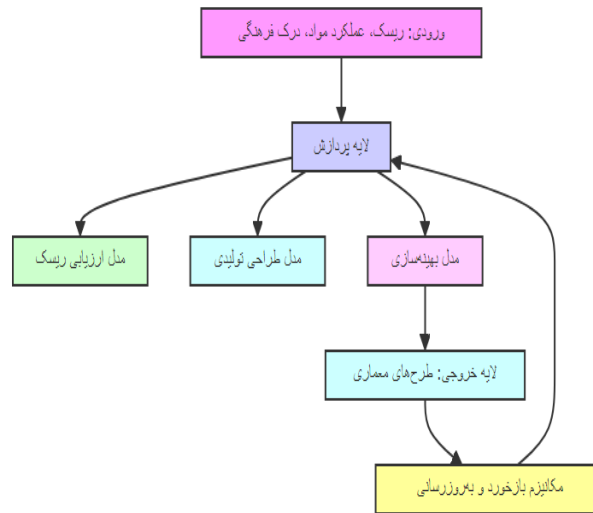 ورودی: ریسک، عملکرد مواد، درک فرهنگی
لایه پردازش
مدل ارزیابی ریسک
مدل طراحی تولیدی
مدل بهینه‌سازی
لایه خروجی: طرح‌های معماری
مکانیزم بازخورد و به‌روزرسانی